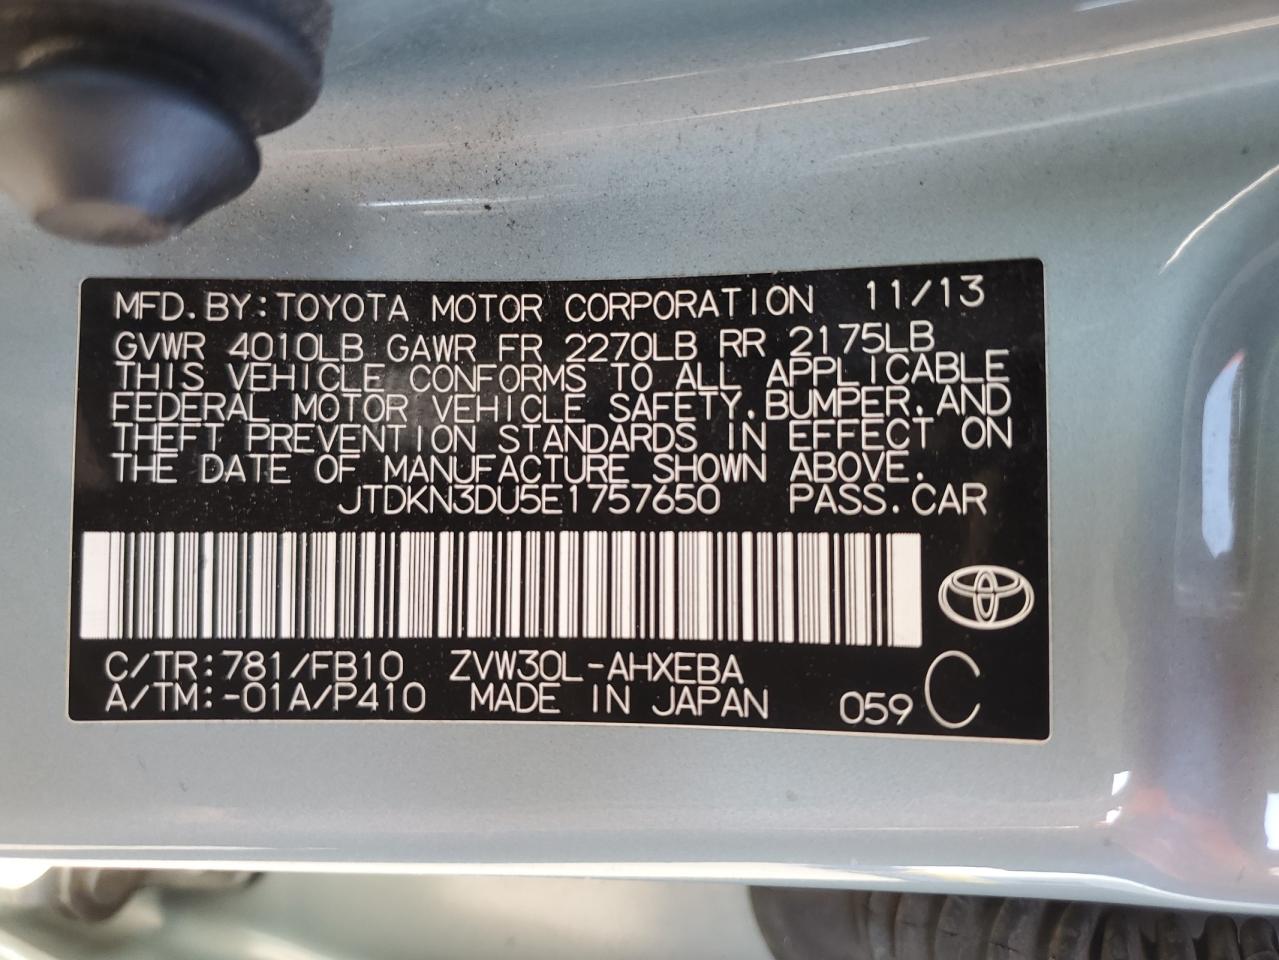 MFD. BY: TOYOTA MOTOR CORPORATION 11/13
GVWR 4010LB GAWR FR 2270LB RR 2175LB
THIS VEHICLE CONFORMS TO ALL APPLICABLE
FEDERAL MOTOR VEHICLE SAFETY, BUMPER, AND
THEFT PREVENTION STANDARDS IN EFFECT ON
THE DATE OF MANUFACTURE SHOWN ABOVE.
JTDKN3DU5E1757650 PASS. CAR
C/TR: 781/FB10 ZVW30L-AHXEBA
A/TM: -01A/P410 MADE IN JAPAN 059 C